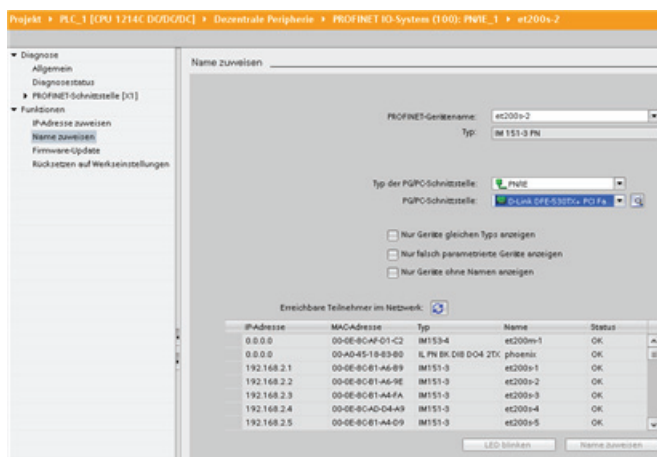 Projekt ▸ PLC_1 [CPU 1214C DC/DC/DC] ▸ Dezentrale Peripherie ▸ PROFINET IO-System (100): PN/IE_1 ▸ et200s-2
Diagnose
Allgemein
Diagnosestatus
PROFINET-Schnittstelle [X1]
Funktionen
IP-Adresse zuweisen
Name zuweisen
Firmware-Update
Rücksetzen auf Werkseinstellungen
Name zuweisen
PROFINET-Gerätename: et200s-2
Typ: IM 151-3 PN
Typ der PG/PC-Schnittstelle: PN/IE
PG/PC-Schnittstelle: D-Link DFE-530TX+ PCI Fa
Nur Geräte gleichen Typs anzeigen
Nur falsch parametrierte Geräte anzeigen
Nur Geräte ohne Namen anzeigen
Erreichbare Teilnehmer im Netzwerk:
IP-Adresse MAC-Adresse Typ Name Status
0.0.0.0 00-0E-8C-AF-D1-C2 IM153-4 et200m-1 OK
0.0.0.0 00-A0-45-18-83-80 IL PN BK DI8 DO4 2TX phoenix OK
192.168.2.1 00-0E-8C-B1-A6-B9 IM151-3 et200s-1 OK
192.168.2.2 00-0E-8C-B1-A6-9E IM151-3 et200s-2 OK
192.168.2.3 00-0E-8C-B1-A4-FA IM151-3 et200s-3 OK
192.168.2.4 00-0E-8C-AD-D4-A9 IM151-3 et200s-4 OK
192.168.2.5 00-0E-8C-B1-A4-D9 IM151-3 et200s-5 OK
LED blinken Name zuweisen